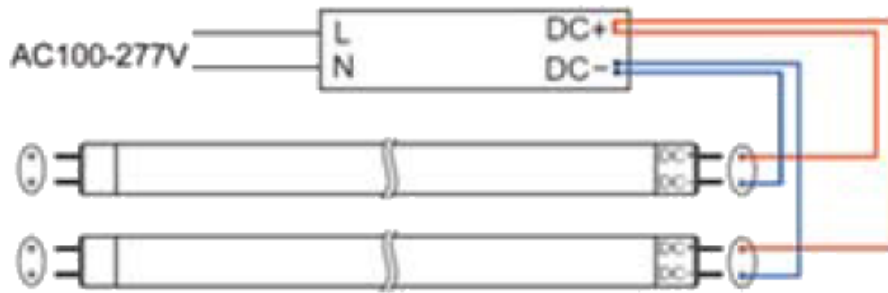 L DC+
AC100-277V
N DC-
DC+
DC-
DC+
DC-